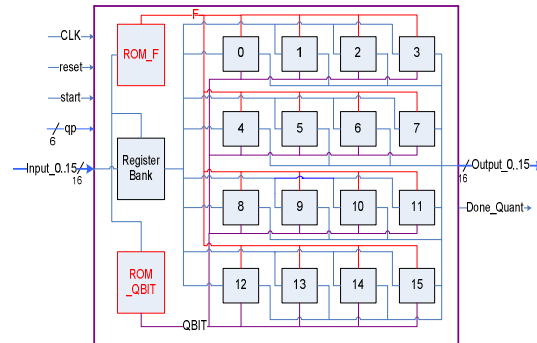 F
CLK
ROM_F
0 1 2 3
reset
start
4 5 6 7
qp
6
Register
Bank
Input_0..15
16
Output_0..15
16
8 9 10 11
Done_Quant
ROM
_QBIT
12 13 14 15
QBIT